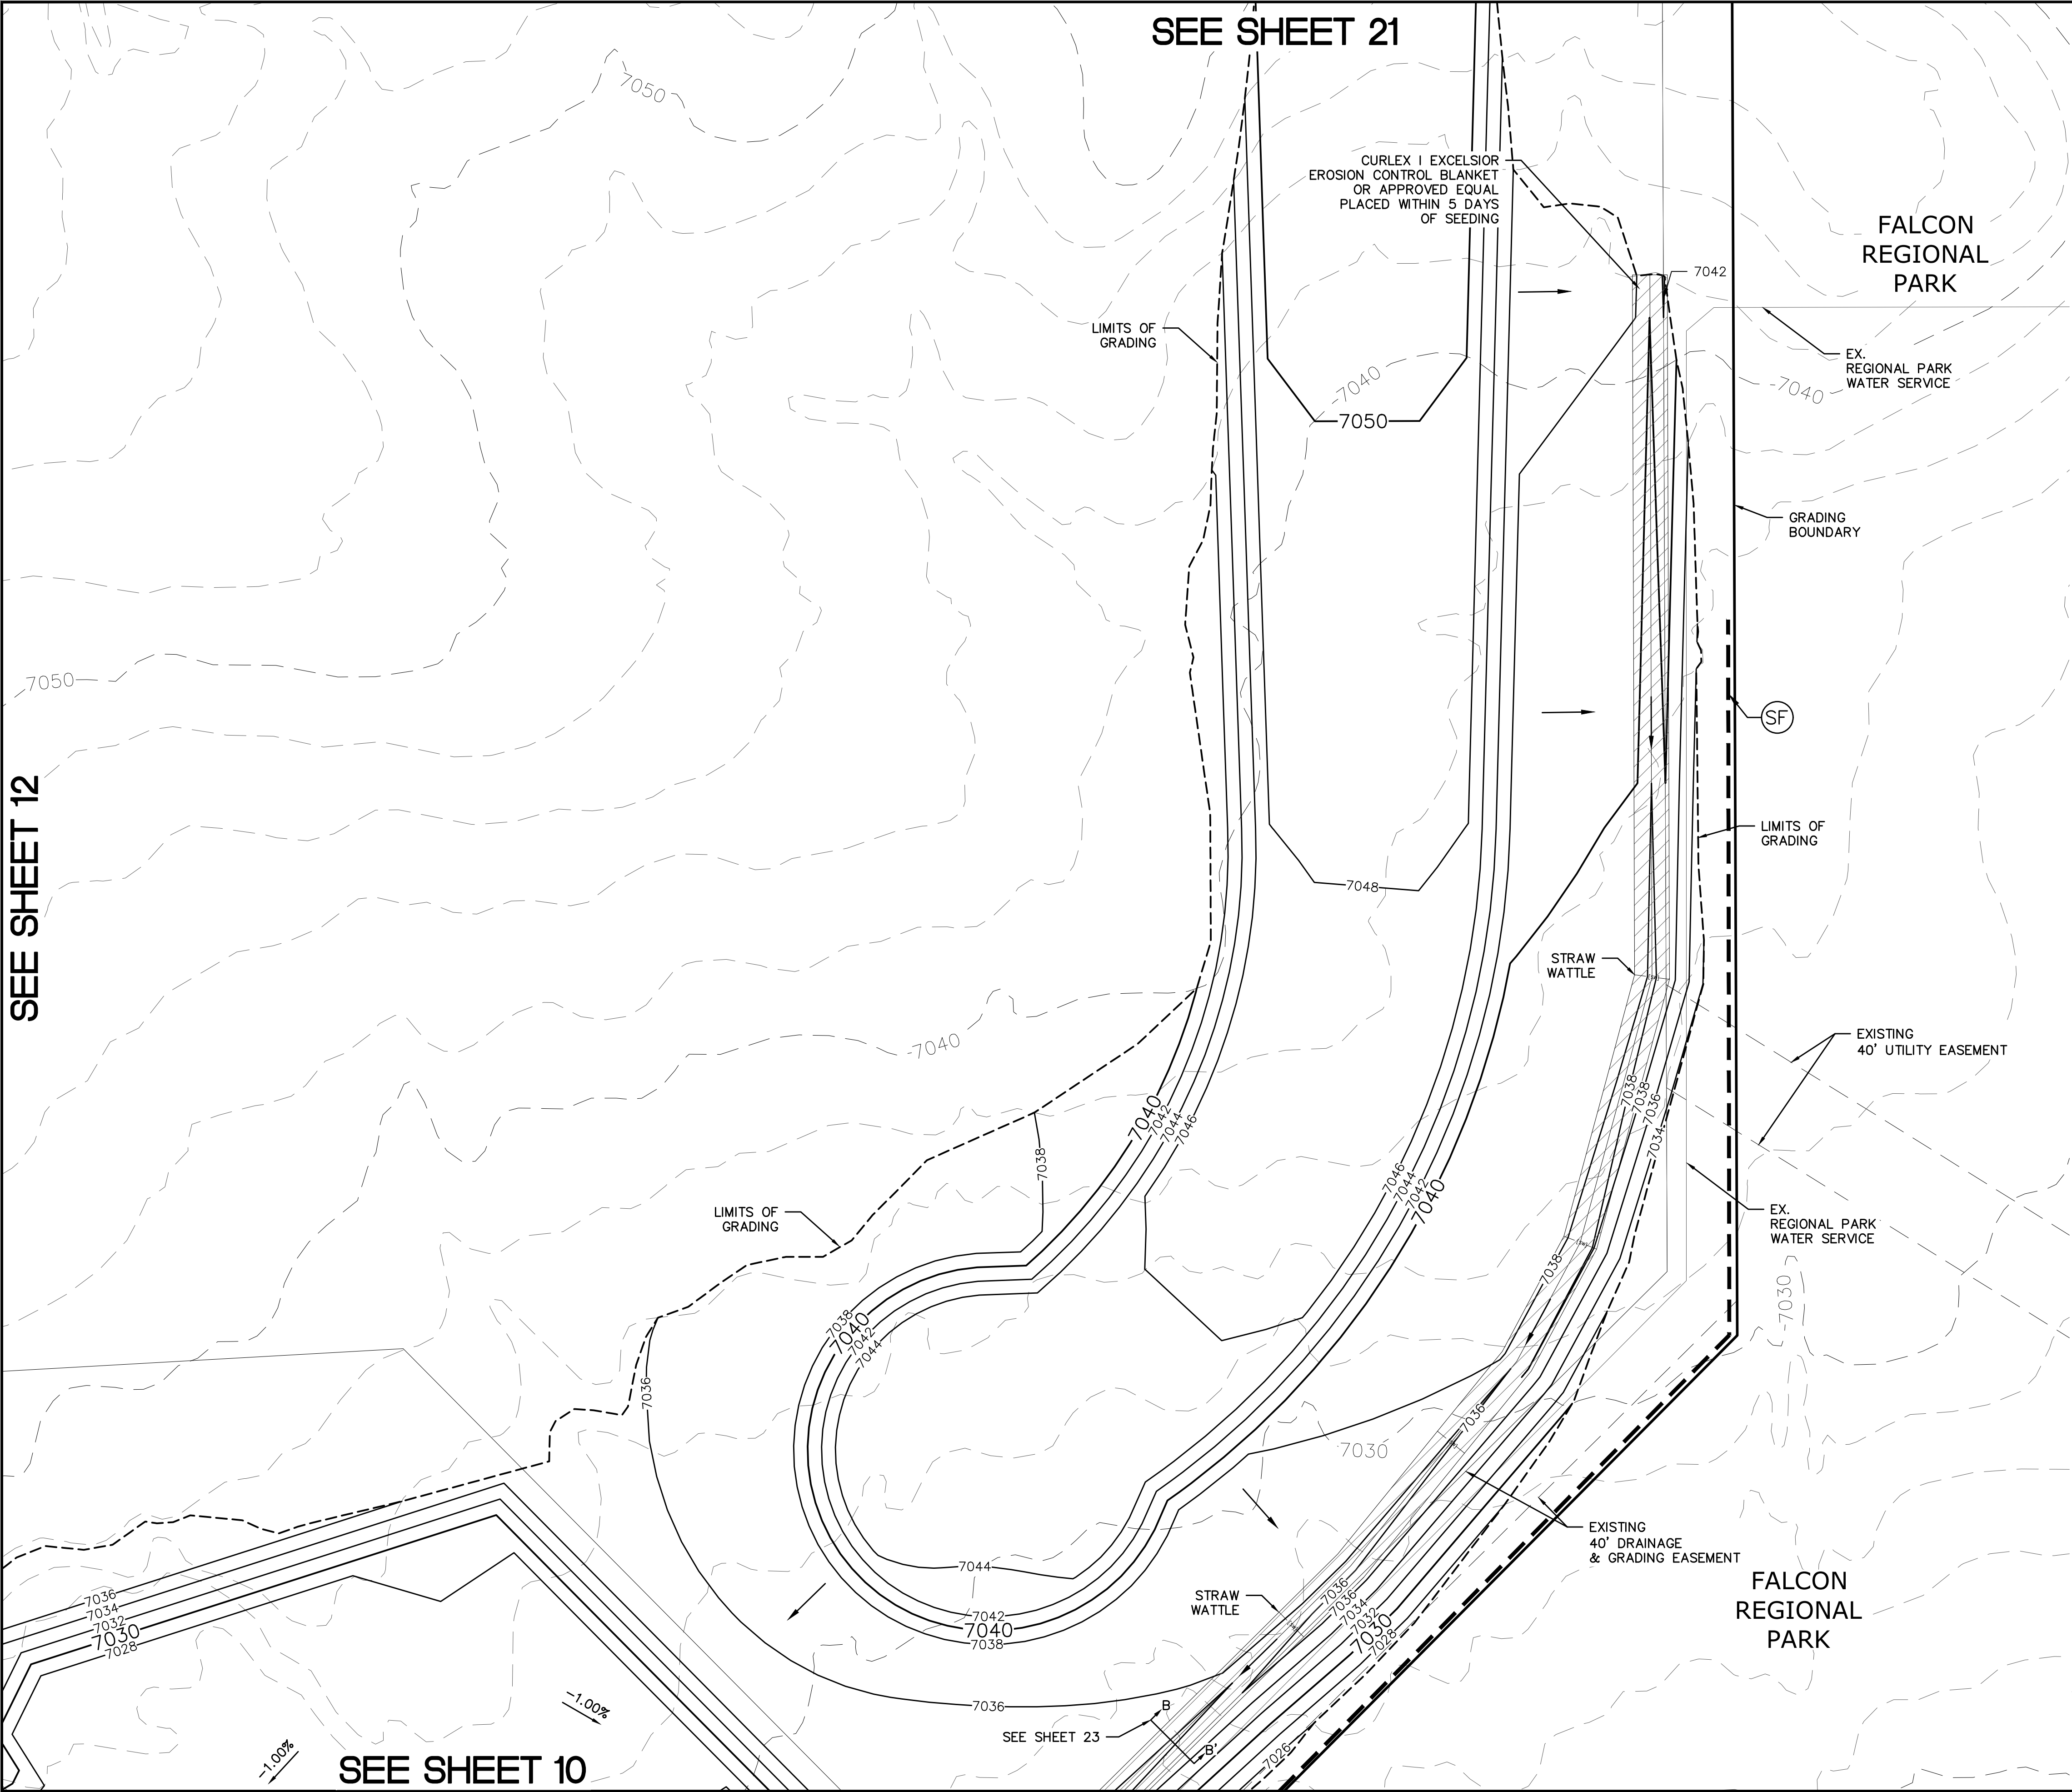 SEE SHEET 21
7050
CURLEX I EXCELSIOR
EROSION CONTROL BLANKET
OR APPROVED EQUAL
PLACED WITHIN 5 DAYS
OF SEEDING
FALCON
REGIONAL
PARK
7042
LIMITS OF
GRADING
EX.
REGIONAL PARK
WATER SERVICE
7040
7040
7050
GRADING
BOUNDARY
7050
SF
SEE SHEET 12
LIMITS OF
GRADING
7048
STRAW
WATTLE
EXISTING
40' UTILITY EASEMENT
7040
7040
7042
7044
7046
7038
7038
7036
7034
7038
7046
7044
7042
7040
LIMITS OF
GRADING
EX.
REGIONAL PARK
WATER SERVICE
7038
7030
7038
7040
7042
7044
7036
7036
7030
EXISTING
40' DRAINAGE
& GRADING EASEMENT
7044
STRAW
WATTLE
7042
7040
7038
7036
7036
7034
7032
7030
7028
FALCON
REGIONAL
PARK
7036
7034
7032
7030
7028
7036
B
SEE SHEET 23
B'
7026
-1.00%
-1.00%
SEE SHEET 10